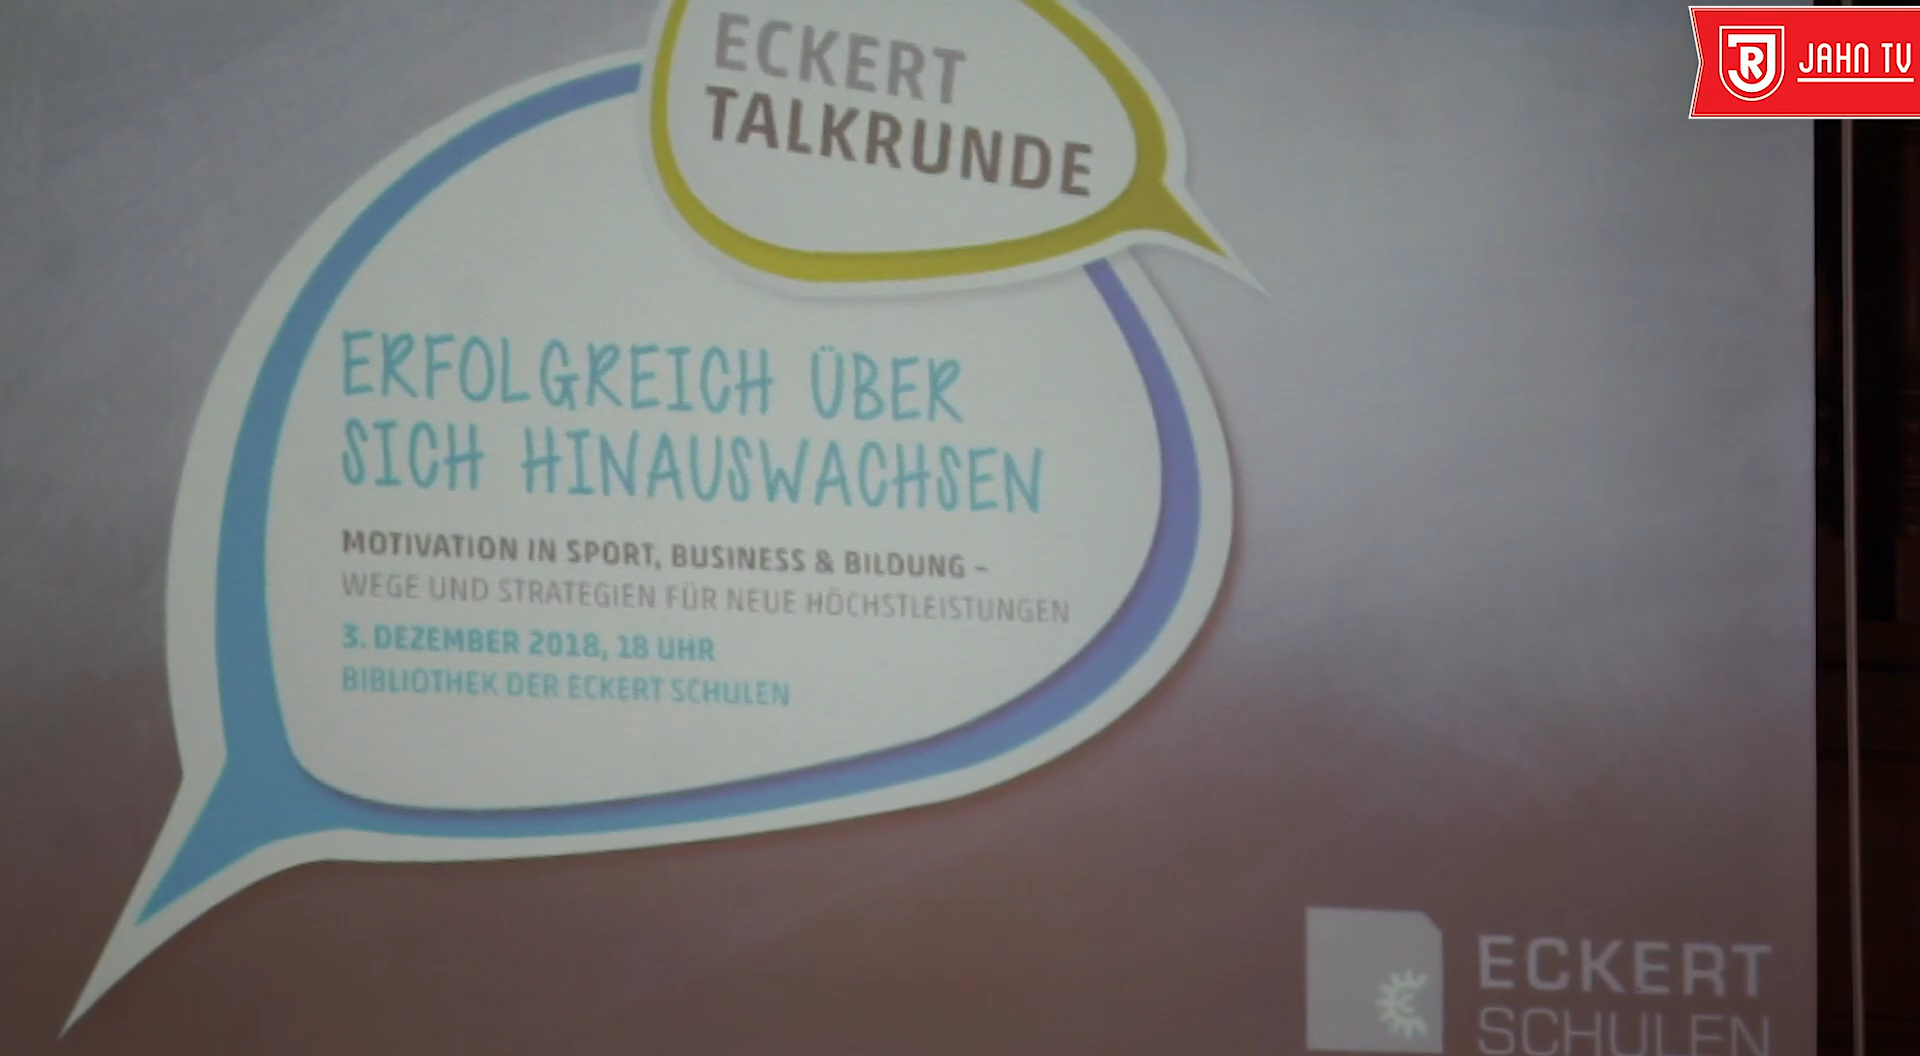 ECKERT
TALKRUNDE
JAHN TV
ERFOLGREICH ÜBER
SICH HINAUSWACHSEN
MOTIVATION IN SPORT, BUSINESS & BILDUNG –
WEGE UND STRATEGIEN FÜR NEUE HÖCHSTLEISTUNGEN
3. DEZEMBER 2018, 18 UHR
BIBLIOTHEK DER ECKERT SCHULEN
ECKERT
SCHULEN